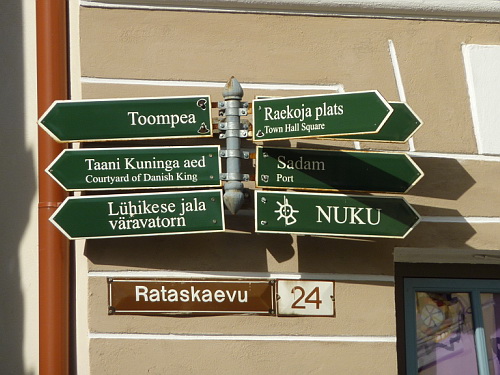 Toompea
Taani Kuninga aed
Courtyard of Danish King
Lühikese jala
väravatorn
Raekoja plats
Town Hall Square
Sadam
Port
NUKU
Rataskaevu 24